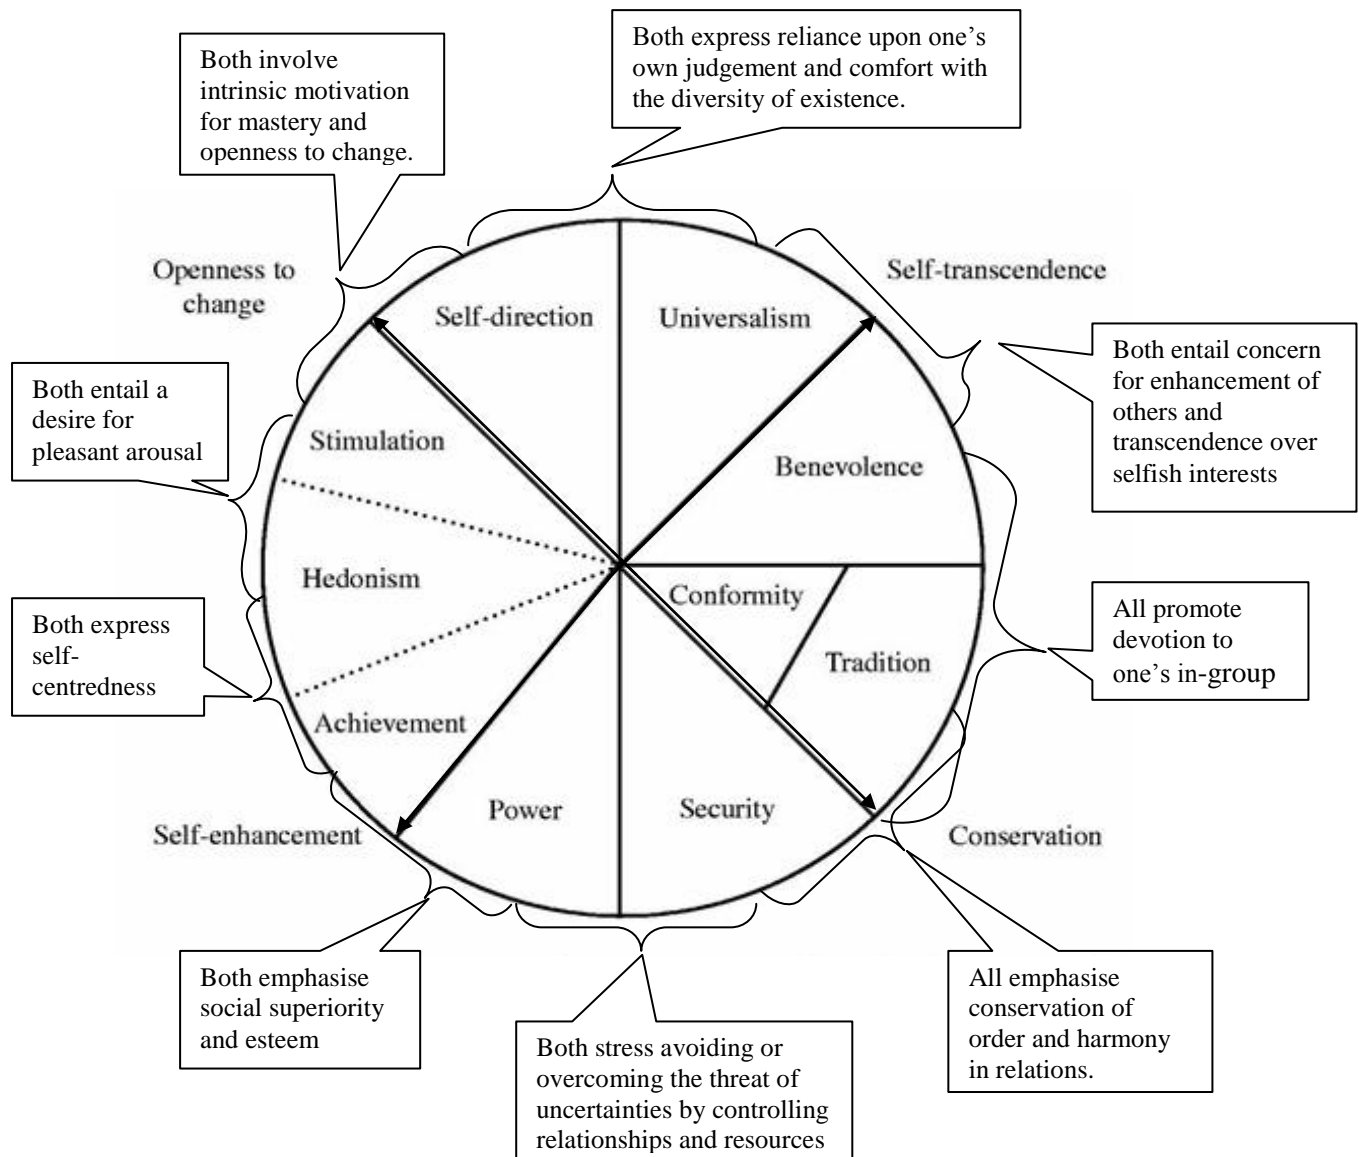 Both express reliance upon one’s
own judgement and comfort with
the diversity of existence.
Both involve
intrinsic motivation
for mastery and
openness to change.
Openness to
change
Self-transcendence
Self-direction
Universalism
Both entail concern
for enhancement of
others and
transcendence over
selfish interests
Both entail a
desire for
pleasant arousal
Stimulation
Benevolence
Hedonism
Conformity
Tradition
All promote
devotion to
one’s in-group
Both express
self-
centredness
Achievement
Power
Security
Self-enhancement
Conservation
Both emphasise
social superiority
and esteem
All emphasise
conservation of
order and harmony
in relations.
Both stress avoiding or
overcoming the threat of
uncertainties by controlling
relationships and resources